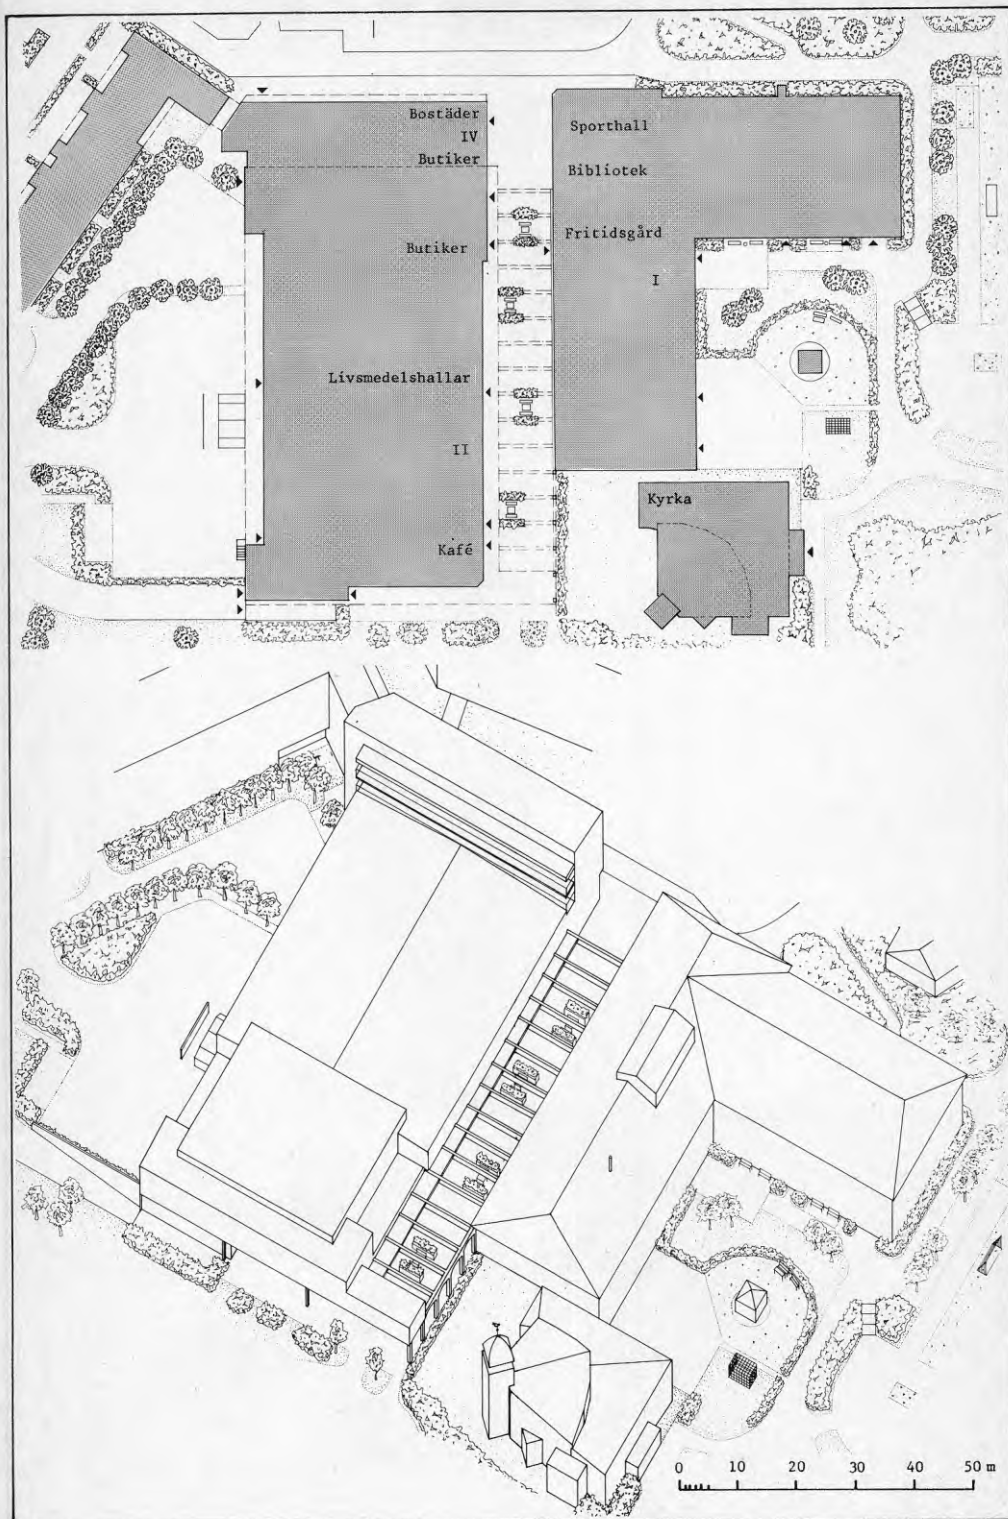 Bostäder
IV
Butiker
Butiker
Livsmedelshallar
II
Kafé
Sporthall
Bibliotek
Fritidsgård
I
Kyrka
0 10 20 30 40 50 m